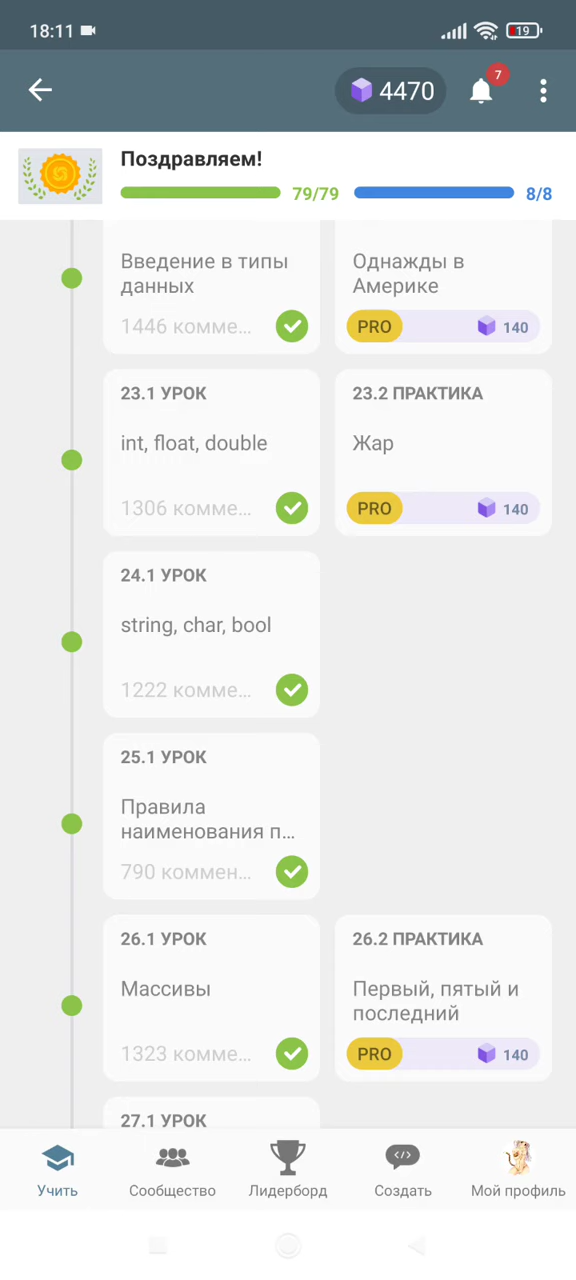 18:11
19
4470
7
Поздравляем!
79/79
8/8
Введение в типы
данных
1446 комме...
Однажды в
Америке
PRO
140
23.1 УРОК
int, float, double
1306 комме...
23.2 ПРАКТИКА
Жар
PRO
140
24.1 УРОК
string, char, bool
1222 комме...
25.1 УРОК
Правила
наименования п...
790 коммен...
26.1 УРОК
Массивы
1323 комме...
26.2 ПРАКТИКА
Первый, пятый и
последний
PRO
140
27.1 УРОК
Учить
Сообщество
Лидерборд
Создать
Мой профиль